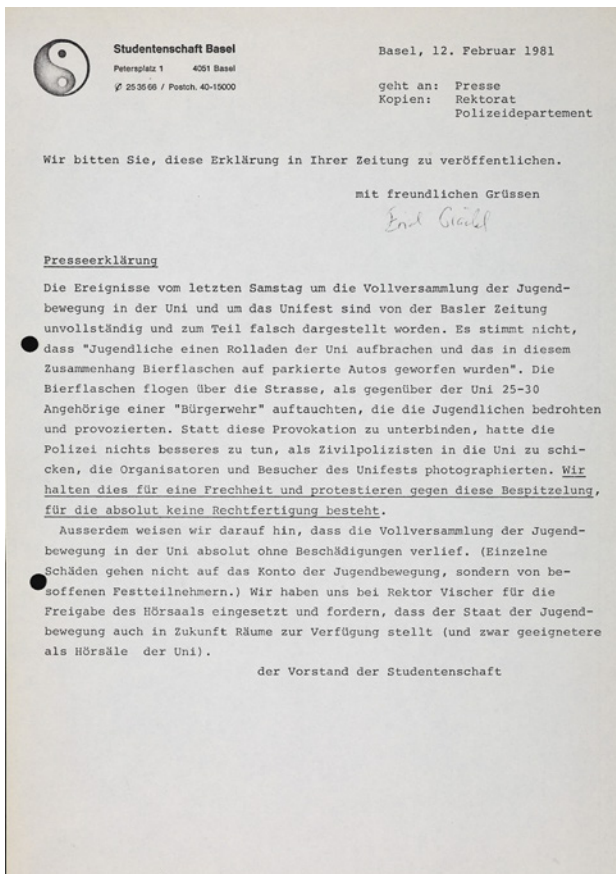 Studentenschaft Basel
Petersplatz 1 4051 Basel
✆ 25 35 66 / Postch. 40-15000
Basel, 12. Februar 1981
geht an: Presse
Kopien: Rektorat
Polizeidepartement
Wir bitten Sie, diese Erklärung in Ihrer Zeitung zu veröffentlichen.
mit freundlichen Grüssen
Presseerklärung
Die Ereignisse vom letzten Samstag um die Vollversammlung der Jugend-
bewegung in der Uni und um das Unifest sind von der Basler Zeitung
unvollständig und zum Teil falsch dargestellt worden. Es stimmt nicht,
dass "Jugendliche einen Rolladen der Uni aufbrachen und das in diesem
Zusammenhang Bierflaschen auf parkierte Autos geworfen wurden". Die
Bierflaschen flogen über die Strasse, als gegenüber der Uni 25-30
Angehörige einer "Bürgerwehr" auftauchten, die die Jugendlichen bedrohten
und provozierten. Statt diese Provokation zu unterbinden, hatte die
Polizei nichts besseres zu tun, als Zivilpolizisten in die Uni zu schi-
cken, die Organisatoren und Besucher des Unifests photographierten. Wir
halten dies für eine Frechheit und protestieren gegen diese Bespitzelung,
für die absolut keine Rechtfertigung besteht.
Ausserdem weisen wir darauf hin, dass die Vollversammlung der Jugend-
bewegung in der Uni absolut ohne Beschädigungen verlief. (Einzelne
Schäden gehen nicht auf das Konto der Jugendbewegung, sondern von be-
soffenen Festteilnehmern.) Wir haben uns bei Rektor Vischer für die
Freigabe des Hörsaals eingesetzt und fordern, dass der Staat der Jugend-
bewegung auch in Zukunft Räume zur Verfügung stellt (und zwar geeignetere
als Hörsäle der Uni).
der Vorstand der Studentenschaft